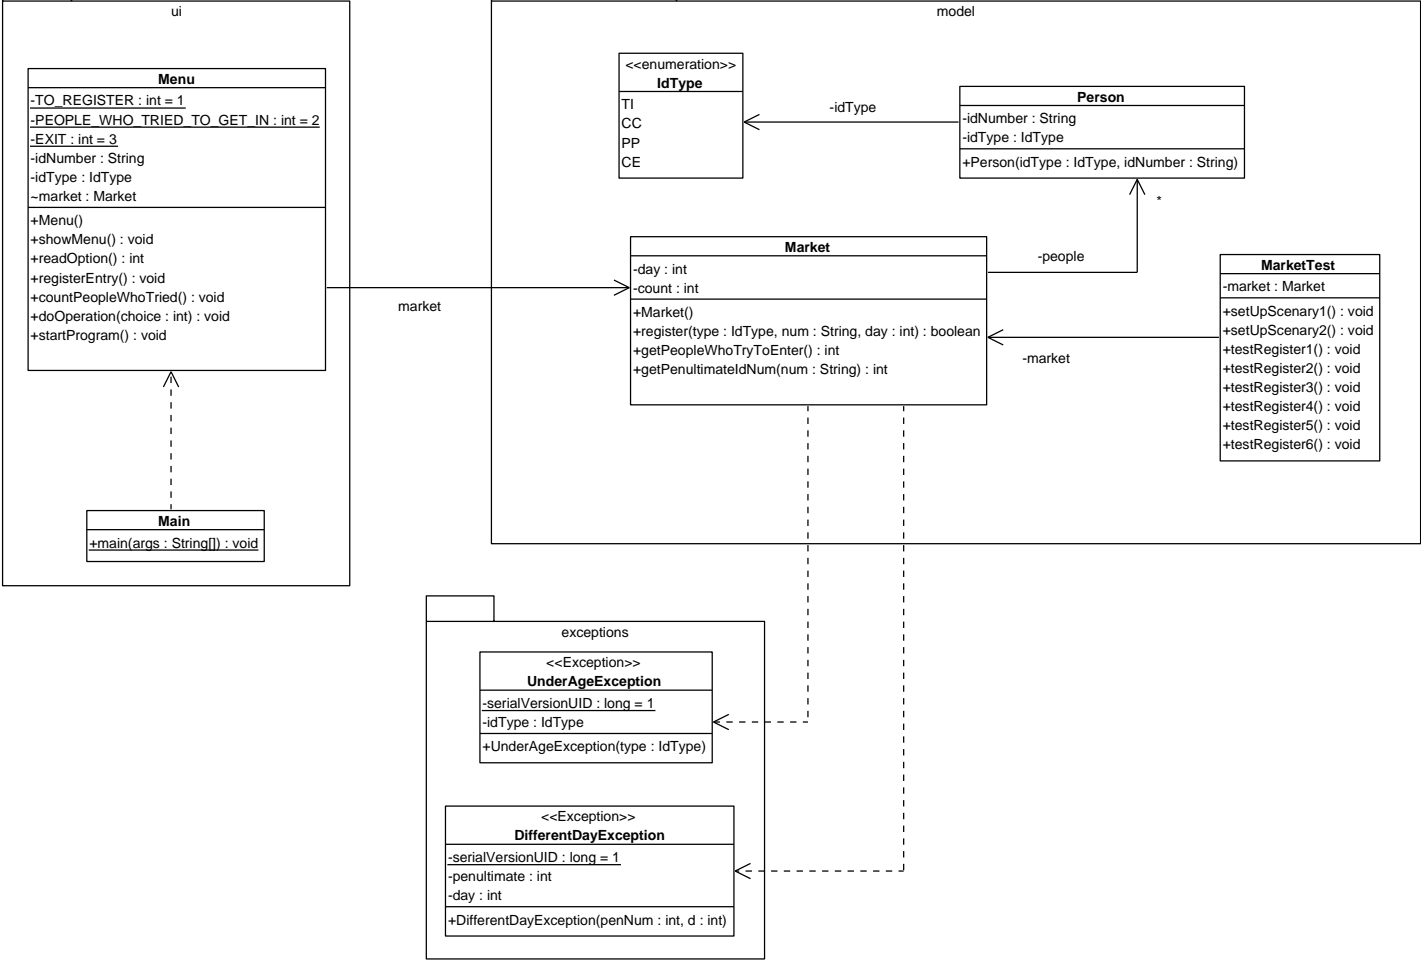 ui
Menu
-TO_REGISTER : int = 1
-PEOPLE_WHO_TRIED_TO_GET_IN : int = 2
-EXIT : int = 3
-idNumber : String
-idType : IdType
~market : Market
+Menu()
+showMenu() : void
+readOption() : int
+registerEntry() : void
+countPeopleWhoTried() : void
+doOperation(choice : int) : void
+startProgram() : void
Main
+main(args : String[]) : void
market
model
<<enumeration>>
IdType
TI
CC
PP
CE
-idType
Person
-idNumber : String
-idType : IdType
+Person(idType : IdType, idNumber : String)
*
-people
Market
-day : int
-count : int
+Market()
+register(type : IdType, num : String, day : int) : boolean
+getPeopleWhoTryToEnter() : int
+getPenultimateIdNum(num : String) : int
-market
MarketTest
-market : Market
+setUpScenary1() : void
+setUpScenary2() : void
+testRegister1() : void
+testRegister2() : void
+testRegister3() : void
+testRegister4() : void
+testRegister5() : void
+testRegister6() : void
exceptions
<<Exception>>
UnderAgeException
-serialVersionUID : long = 1
-idType : IdType
+UnderAgeException(type : IdType)
<<Exception>>
DifferentDayException
-serialVersionUID : long = 1
-penultimate : int
-day : int
+DifferentDayException(penNum : int, d : int)